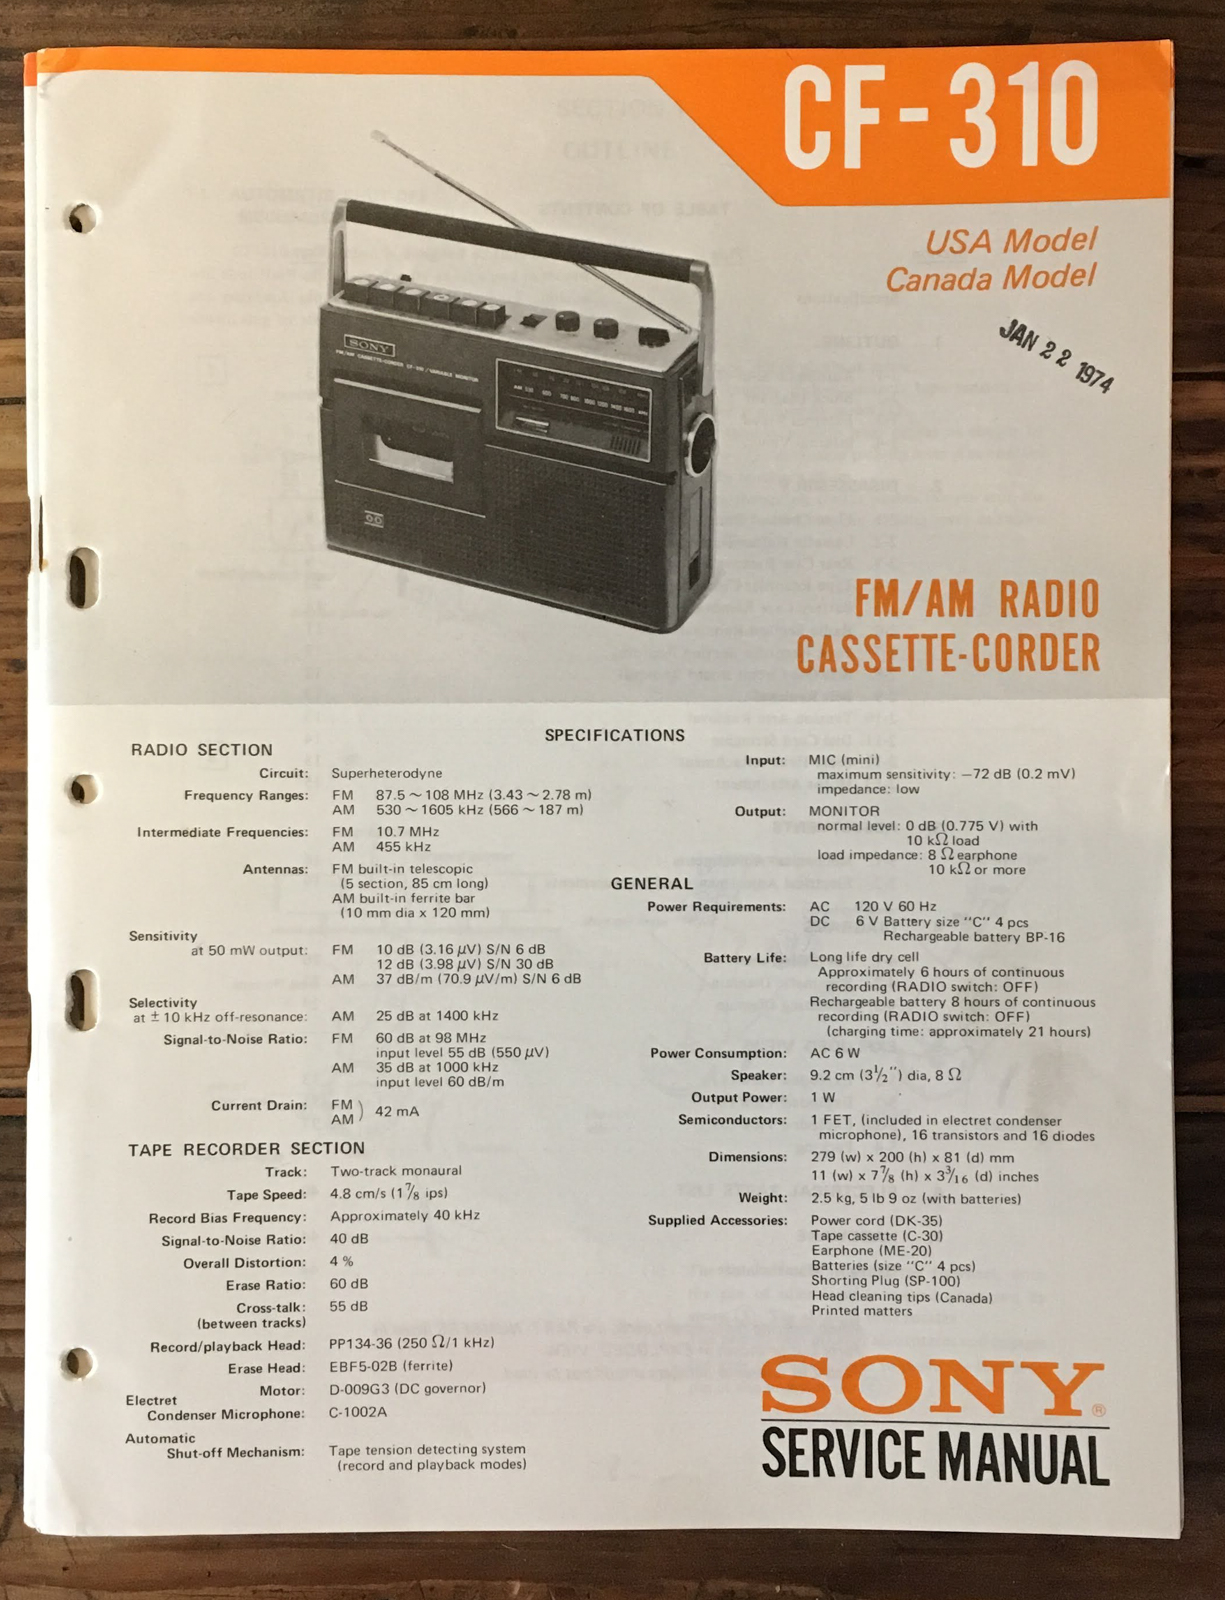 CF-310
USA Model
Canada Model
JAN 22 1974
SONY
FM/AM CASSETTE-CORDER CF-310 / VARIABLE MONITOR
FM/AM RADIO
CASSETTE-CORDER
SPECIFICATIONS
RADIO SECTION
Circuit: Superheterodyne
Frequency Ranges: FM 87.5 ~ 108 MHz (3.43 ~ 2.78 m)
AM 530 ~ 1605 kHz (566 ~ 187 m)
Intermediate Frequencies: FM 10.7 MHz
AM 455 kHz
Antennas: FM built-in telescopic
(5 section, 85 cm long)
AM built-in ferrite bar
(10 mm dia x 120 mm)
Sensitivity
at 50 mW output: FM 10 dB (3.16 μV) S/N 6 dB
12 dB (3.98 μV) S/N 30 dB
AM 37 dB/m (70.9 μV/m) S/N 6 dB
Selectivity
at ± 10 kHz off-resonance: AM 25 dB at 1400 kHz
Signal-to-Noise Ratio: FM 60 dB at 98 MHz
input level 55 dB (550 μV)
AM 35 dB at 1000 kHz
input level 60 dB/m
Current Drain: FM
AM ) 42 mA
TAPE RECORDER SECTION
Track: Two-track monaural
Tape Speed: 4.8 cm/s (1 7/8 ips)
Record Bias Frequency: Approximately 40 kHz
Signal-to-Noise Ratio: 40 dB
Overall Distortion: 4 %
Erase Ratio: 60 dB
Cross-talk: 55 dB
(between tracks)
Record/playback Head: PP134-36 (250 Ω/1 kHz)
Erase Head: EBF5-02B (ferrite)
Motor: D-009G3 (DC governor)
Electret
Condenser Microphone: C-1002A
Automatic
Shut-off Mechanism: Tape tension detecting system
(record and playback modes)
Input: MIC (mini)
maximum sensitivity: −72 dB (0.2 mV)
impedance: low
Output: MONITOR
normal level: 0 dB (0.775 V) with
10 kΩ load
load impedance: 8 Ω earphone
10 kΩ or more
GENERAL
Power Requirements: AC 120 V 60 Hz
DC 6 V Battery size "C" 4 pcs
Rechargeable battery BP-16
Battery Life: Long life dry cell
Approximately 6 hours of continuous
recording (RADIO switch: OFF)
Rechargeable battery 8 hours of continuous
recording (RADIO switch: OFF)
(charging time: approximately 21 hours)
Power Consumption: AC 6 W
Speaker: 9.2 cm (3 1/2") dia, 8 Ω
Output Power: 1 W
Semiconductors: 1 FET, (included in electret condenser
microphone), 16 transistors and 16 diodes
Dimensions: 279 (w) x 200 (h) x 81 (d) mm
11 (w) x 7 7/8 (h) x 3 3/16 (d) inches
Weight: 2.5 kg, 5 lb 9 oz (with batteries)
Supplied Accessories: Power cord (DK-35)
Tape cassette (C-30)
Earphone (ME-20)
Batteries (size "C" 4 pcs)
Shorting Plug (SP-100)
Head cleaning tips (Canada)
Printed matters
SONY®
SERVICE MANUAL